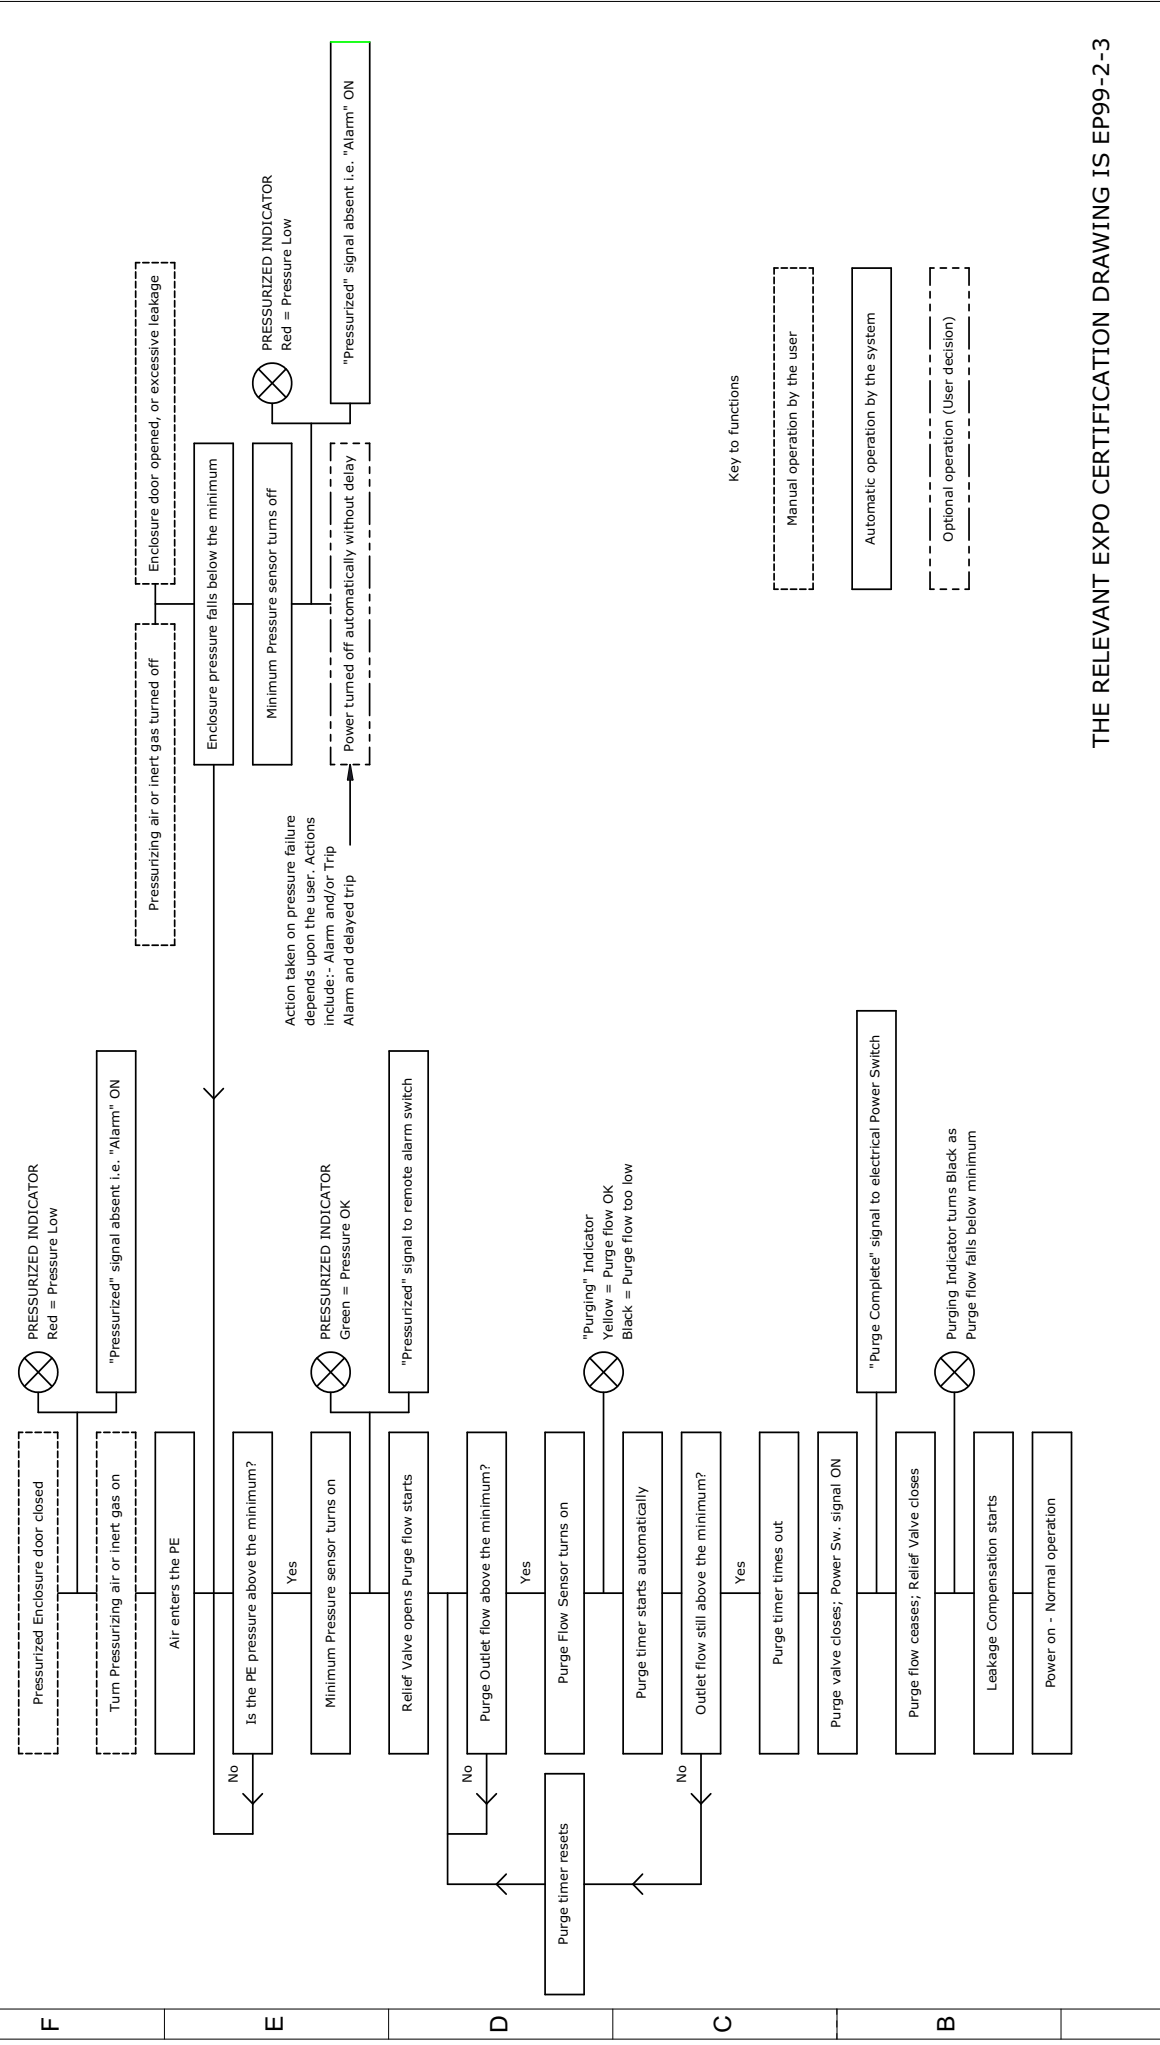 F
E
D
C
B
Pressurized Enclosure door closed
PRESSURIZED INDICATOR
Red = Pressure Low
Turn Pressurizing air or inert gas on
"Pressurized" signal absent i.e. "Alarm" ON
Air enters the PE
Is the PE pressure above the minimum?
No
Yes
Minimum Pressure sensor turns on
PRESSURIZED INDICATOR
Green = Pressure OK
Relief Valve opens Purge flow starts
"Pressurized" signal to remote alarm switch
Purge Outlet flow above the minimum?
No
Yes
Purge timer resets
Purge Flow Sensor turns on
"Purging" Indicator
Yellow = Purge flow OK
Black = Purge flow too low
Purge timer starts automatically
Outlet flow still above the minimum?
No
Yes
Purge timer times out
Purge valve closes; Power Sw. signal ON
"Purge Complete" signal to electrical Power Switch
Purge flow ceases; Relief Valve closes
Purging Indicator turns Black as
Purge flow falls below minimum
Leakage Compensation starts
Power on - Normal operation
Pressurizing air or inert gas turned off
Enclosure door opened, or excessive leakage
Enclosure pressure falls below the minimum
Minimum Pressure sensor turns off
PRESSURIZED INDICATOR
Red = Pressure Low
Action taken on pressure failure
depends upon the user. Actions
include:- Alarm and/or Trip
Alarm and delayed trip
Power turned off automatically without delay
"Pressurized" signal absent i.e. "Alarm" ON
Key to functions
Manual operation by the user
Automatic operation by the system
Optional operation (User decision)
THE RELEVANT EXPO CERTIFICATION DRAWING IS EP99-2-3